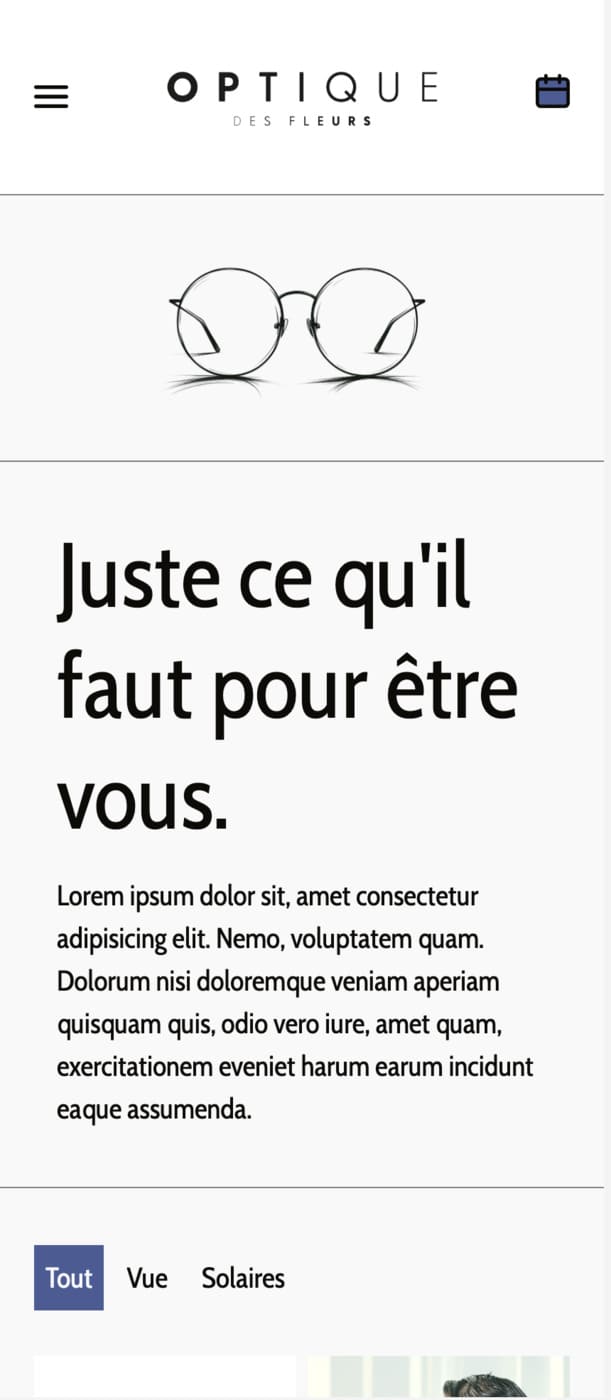 OPTIQUE
DES FLEURS
Juste ce qu'il
faut pour être
vous.
Lorem ipsum dolor sit, amet consectetur
adipisicing elit. Nemo, voluptatem quam.
Dolorum nisi doloremque veniam aperiam
quisquam quis, odio vero iure, amet quam,
exercitationem eveniet harum earum incidunt
eaque assumenda.
Tout Vue Solaires